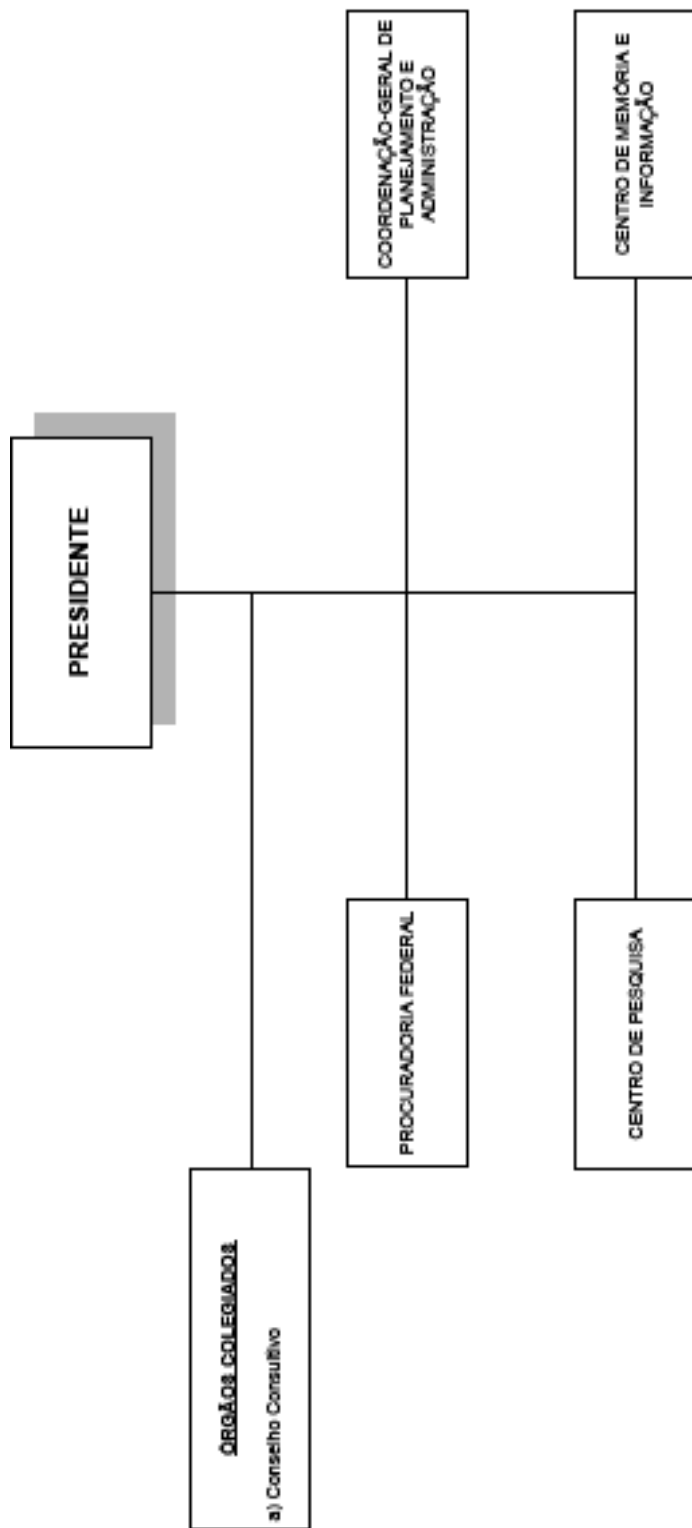 PRESIDENTE
ÓRGÃOS COLEGIADOS
a) Conselho Consultivo
PROCURADORIA FEDERAL
COORDENAÇÃO-GERAL DE
PLANEJAMENTO E
ADMINISTRAÇÃO
CENTRO DE PESQUISA
CENTRO DE MEMÓRIA E
INFORMAÇÃO